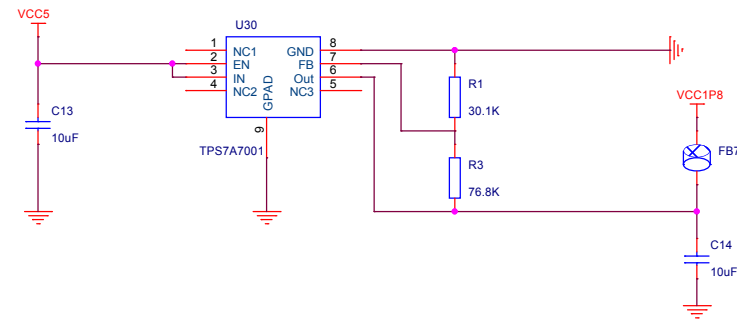 VCC5
U30
1 NC1 GND 8
2 EN FB 7
3 IN Out 6
4 NC2 NC3 5
GPAD
9
TPS7A7001
C13
10uF
R1
30.1K
R3
76.8K
VCC1P8
FB7
C14
10uF